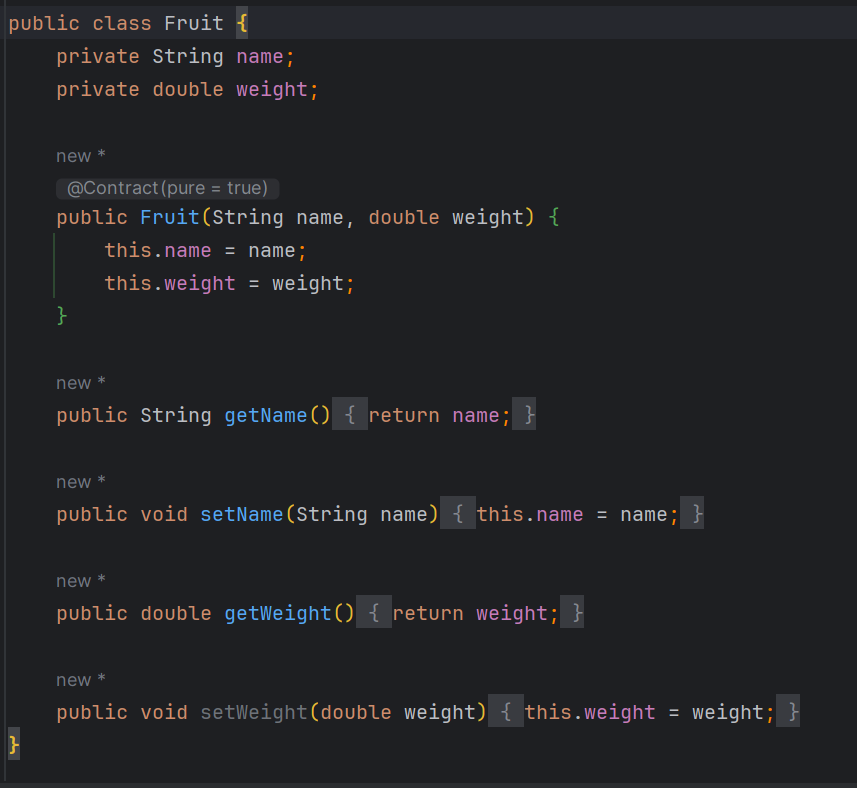 public class Fruit {
    private String name;
    private double weight;

    new *
    @Contract(pure = true)
    public Fruit(String name, double weight) {
        this.name = name;
        this.weight = weight;
    }

    new *
    public String getName() { return name; }

    new *
    public void setName(String name) { this.name = name; }

    new *
    public double getWeight() { return weight; }

    new *
    public void setWeight(double weight) { this.weight = weight; }
}